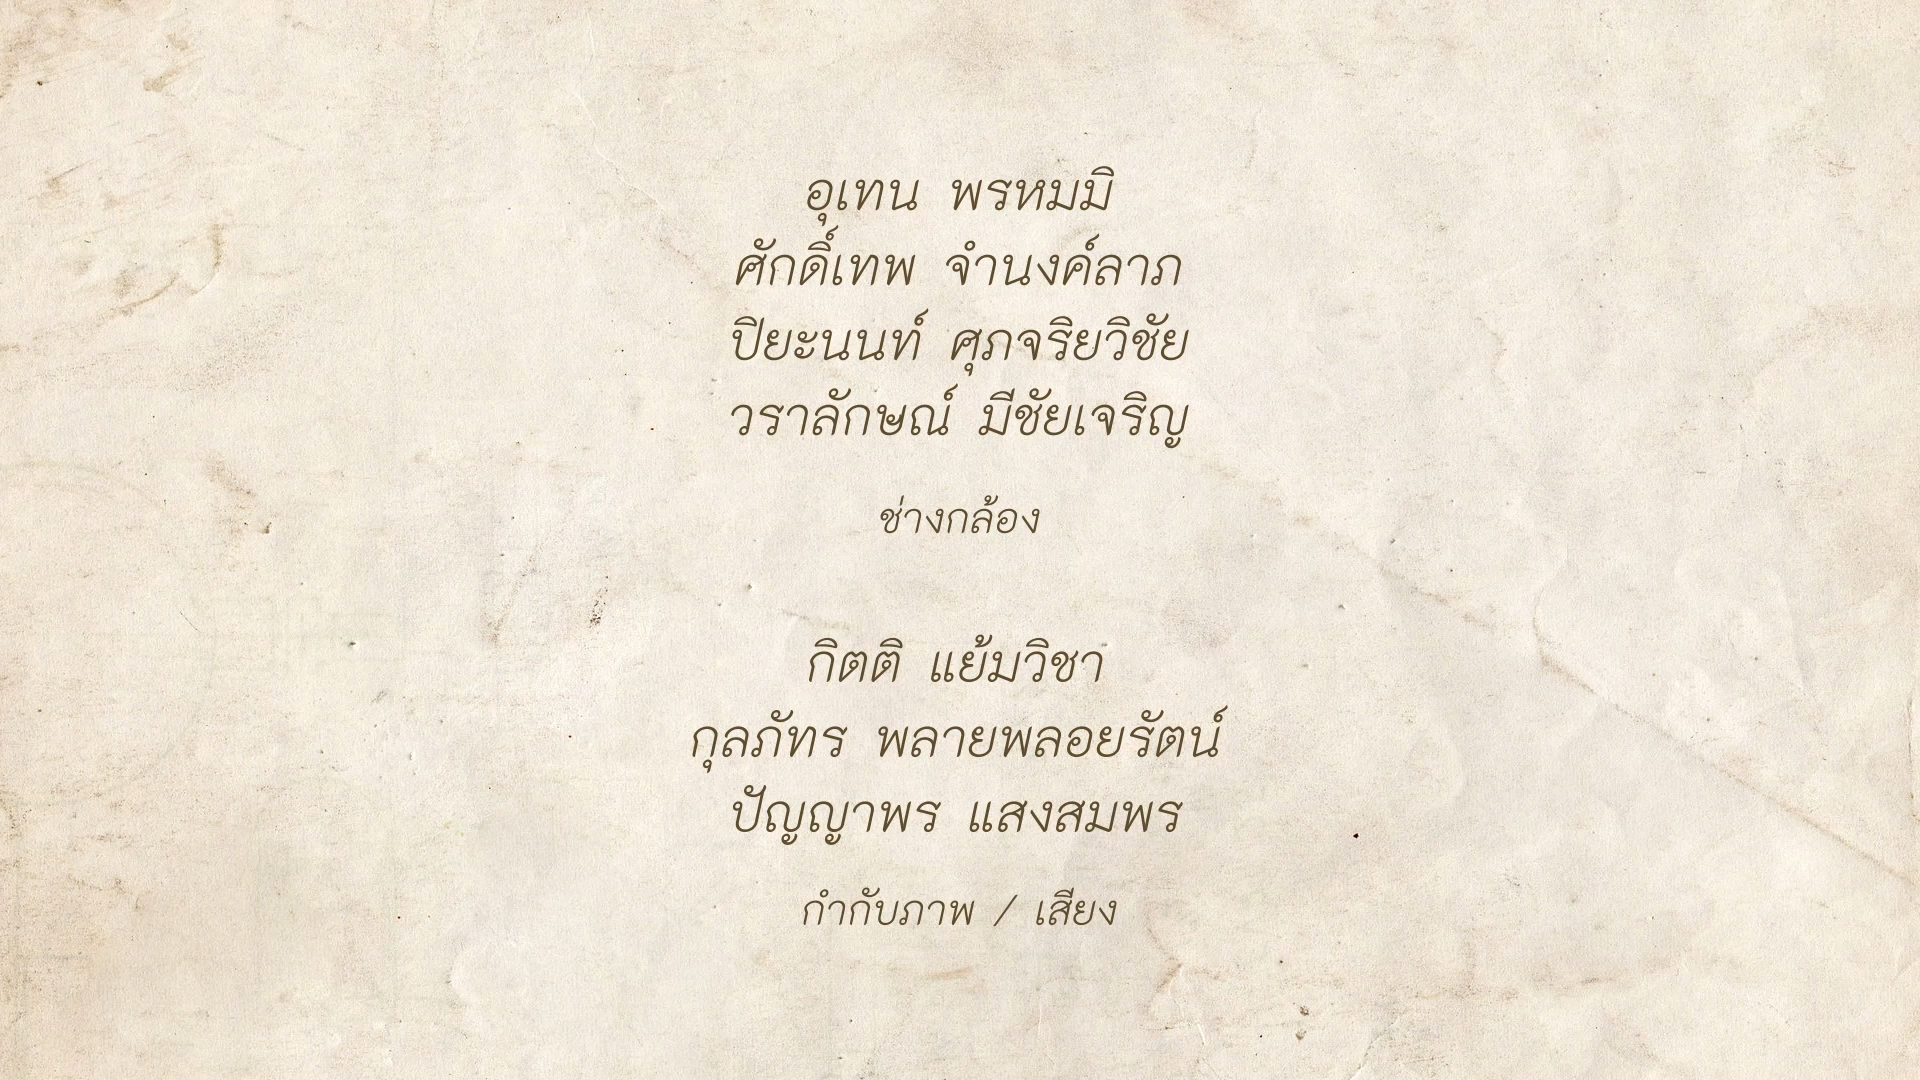 อุเทน พรหมมิ
ศักดิ์เทพ จำนงค์ลาภ
ปิยะนนท์ ศุภจริยวิชัย
วราลักษณ์ มีชัยเจริญ
ช่างกล้อง
กิตติ แย้มวิชา
กุลภัทร พลายพลอยรัตน์
ปัญญาพร แสงสมพร
กำกับภาพ / เสียง